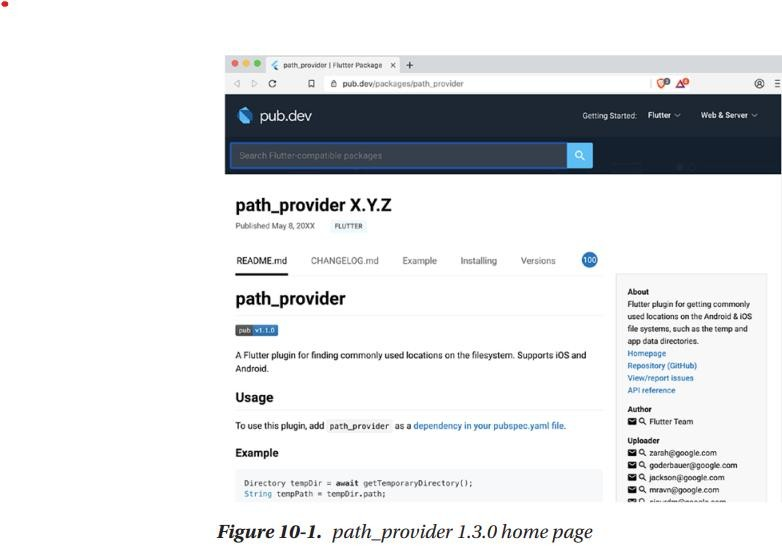 path_provider | Flutter Package
pub.dev/packages/path_provider
pub.dev
Getting Started: Flutter Web & Server
Search Flutter-compatible packages
path_provider X.Y.Z
Published May 8, 20XX FLUTTER
README.md CHANGELOG.md Example Installing Versions 100
path_provider
pub v1.1.0
A Flutter plugin for finding commonly used locations on the filesystem. Supports iOS and
Android.
Usage
To use this plugin, add path_provider as a dependency in your pubspec.yaml file.
Example
Directory tempDir = await getTemporaryDirectory();
String tempPath = tempDir.path;
About
Flutter plugin for getting commonly
used locations on the Android & iOS
file systems, such as the temp and
app data directories.
Homepage
Repository (GitHub)
View/report issues
API reference
Author
Flutter Team
Uploader
zarah@google.com
goderbauer@google.com
jackson@google.com
mravn@google.com
Figure 10-1. path_provider 1.3.0 home page